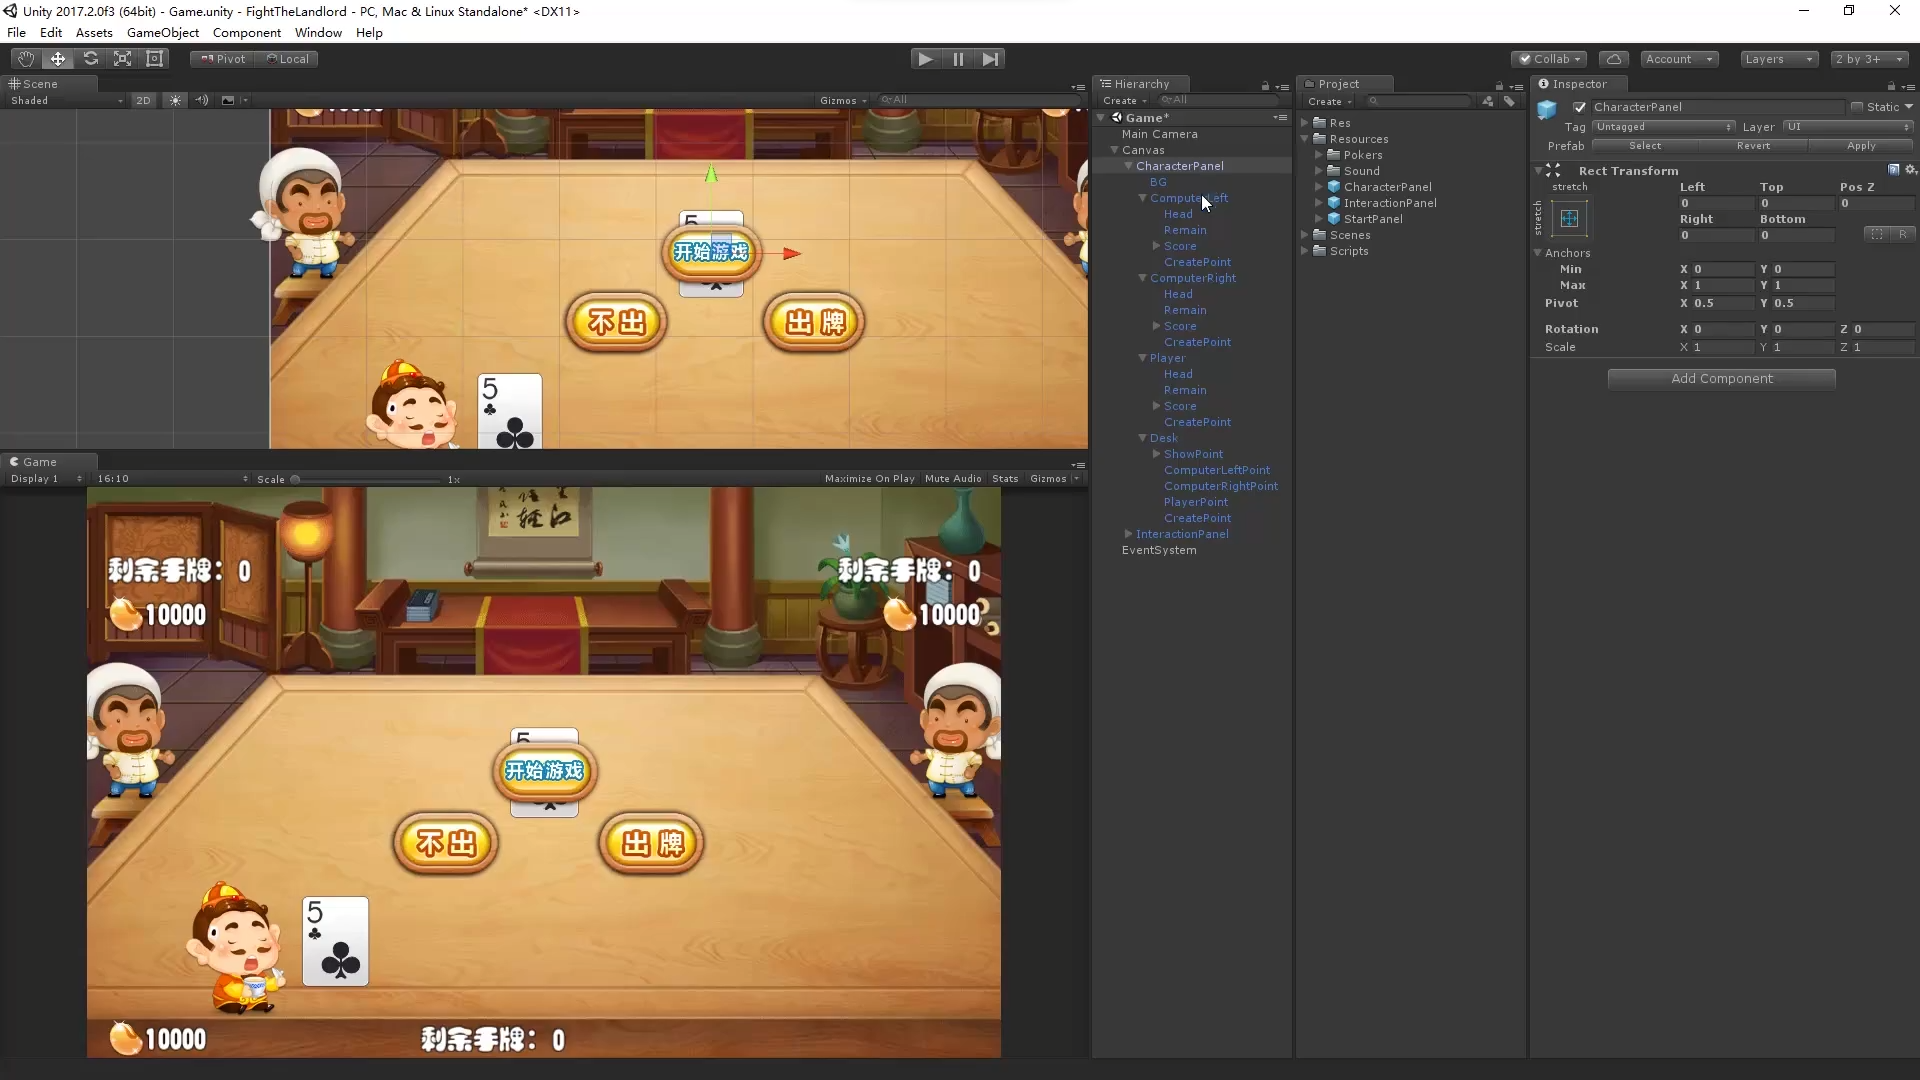 Unity 2017.2.0f3 (64bit) - Game.unity - FightTheLandlord - PC, Mac & Linux Standalone* <DX11>
File Edit Assets GameObject Component Window Help
Pivot Local
Collab Account Layers 2 by 3+
Scene
Shaded 2D Gizmos All
5
开始游戏
不出 出牌
5
Game
Display 1 16:10 Scale 1x Maximize On Play Mute Audio Stats Gizmos
剩余手牌: 0
10000
剩余手牌: 0
10000
5
开始游戏
不出 出牌
5
10000 剩余手牌: 0
Hierarchy
Create All
Game*
Main Camera
Canvas
CharacterPanel
BG
ComputerLeft
Head
Remain
Score
CreatePoint
ComputerRight
Head
Remain
Score
CreatePoint
Player
Head
Remain
Score
CreatePoint
Desk
ShowPoint
ComputerLeftPoint
ComputerRightPoint
PlayerPoint
CreatePoint
InteractionPanel
EventSystem
Project
Create
Res
Resources
Pokers
Sound
CharacterPanel
InteractionPanel
StartPanel
Scenes
Scripts
Inspector
CharacterPanel Static
Tag Untagged Layer UI
Prefab Select Revert Apply
Rect Transform
stretch Left Top Pos Z
stretch 0 0 0
Right Bottom
0 0 R
Anchors
Min X 0 Y 0
Max X 1 Y 1
Pivot X 0.5 Y 0.5
Rotation X 0 Y 0 Z 0
Scale X 1 Y 1 Z 1
Add Component